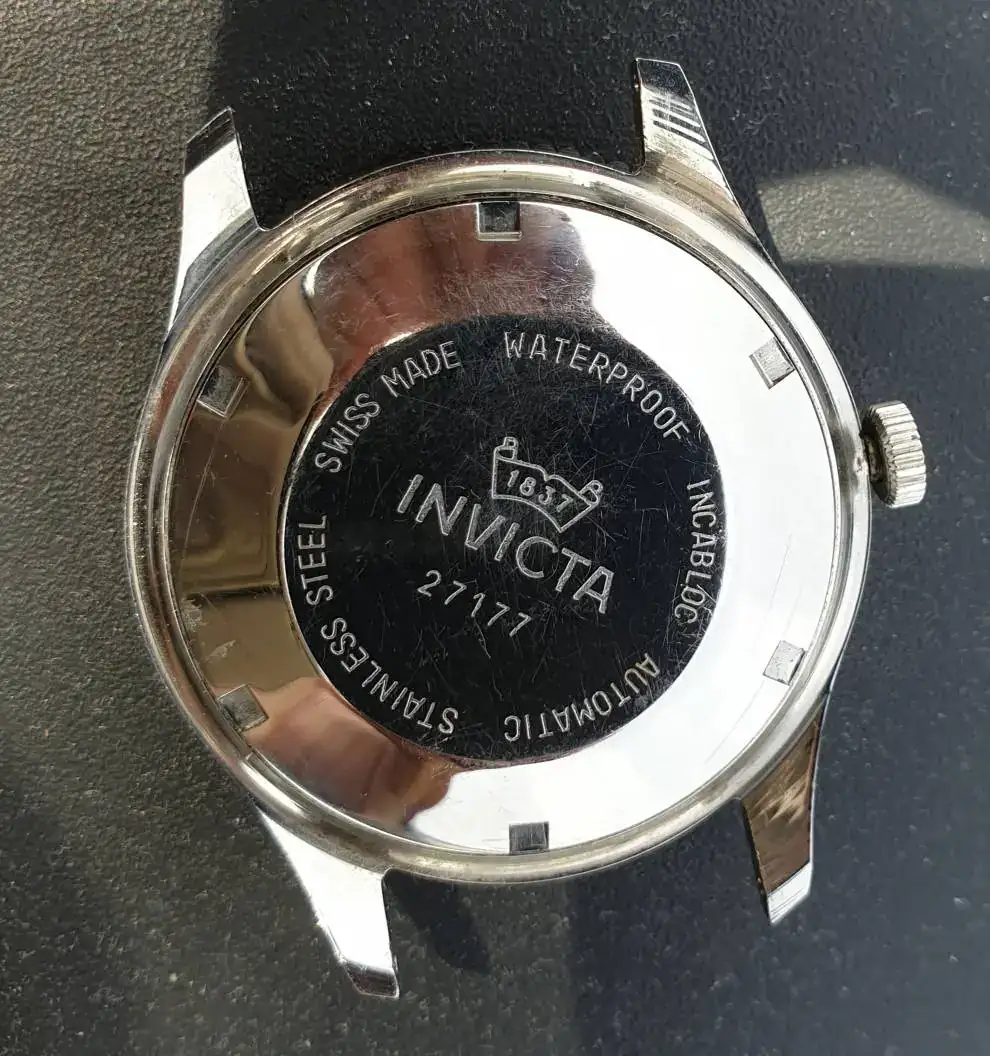 SWISS MADE WATERPROOF INCABLOC AUTOMATIC STAINLESS STEEL
1837
INVICTA
27177